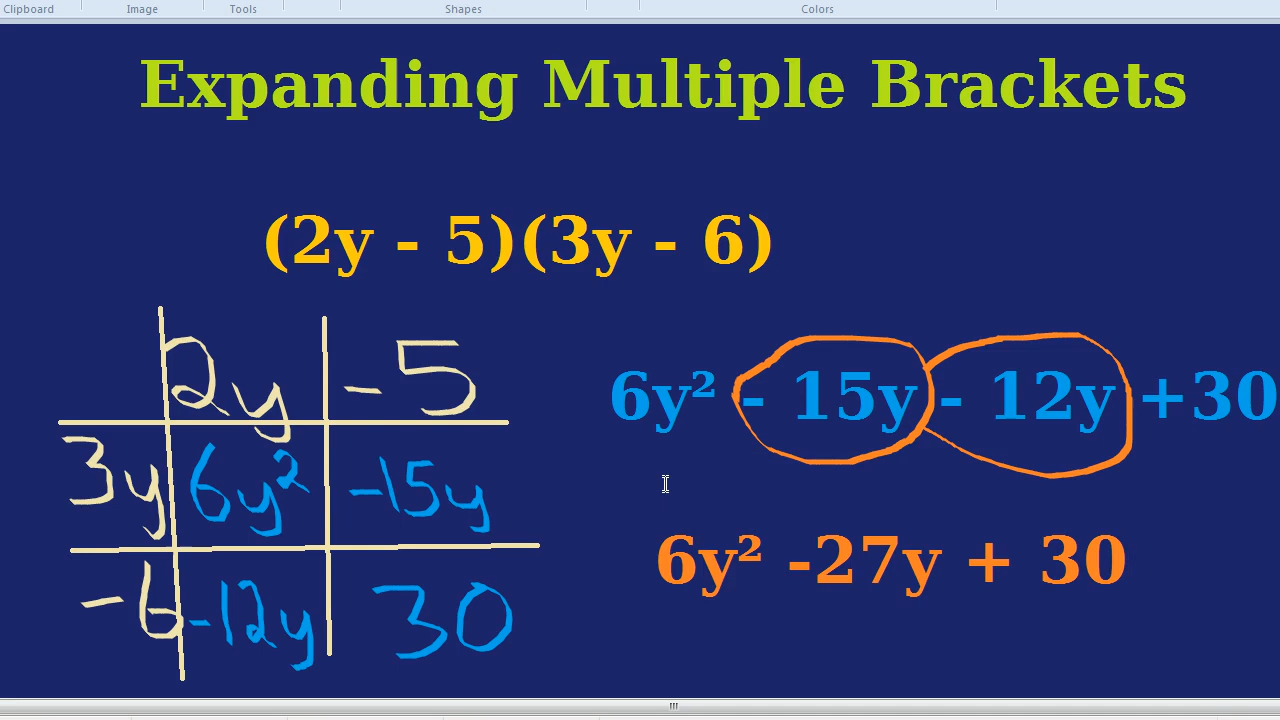 Clipboard Image Tools Shapes Colors
Expanding Multiple Brackets
(2y - 5)(3y - 6)
2y -5
3y 6y² -15y
-6 -12y 30
6y² - 15y - 12y +30
6y² -27y + 30